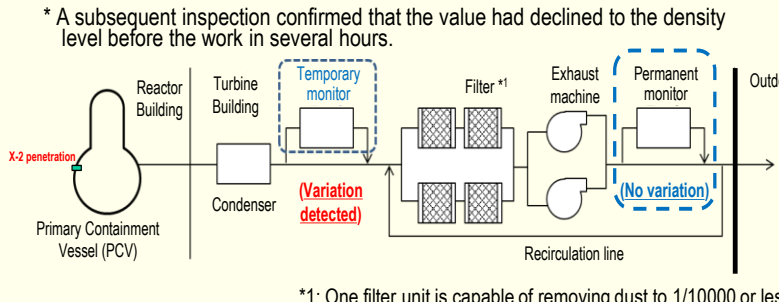 * A subsequent inspection confirmed that the value had declined to the density
level before the work in several hours.
Reactor
Building
Turbine
Building
Temporary
monitor
Filter *1
Exhaust
machine
Permanent
monitor
X-2 penetration
Condenser
(Variation
detected)
(No variation)
Primary Containment
Vessel (PCV)
Recirculation line
*1: One filter unit is capable of removing dust to 1/10000 or